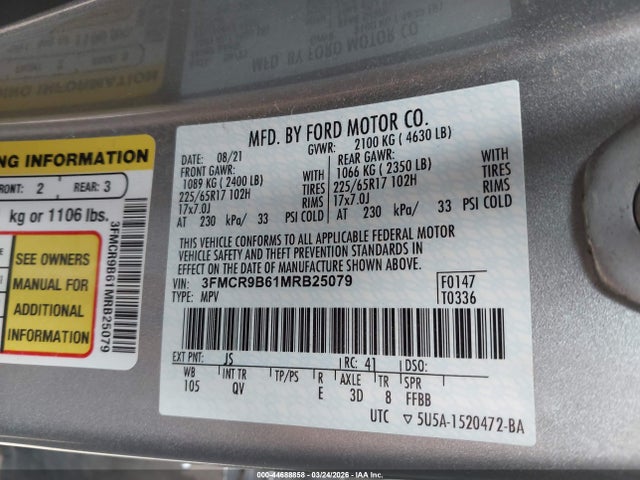 MFD. BY FORD MOTOR CO.
DATE: 08/21
GVWR: 2100 KG ( 4630 LB)
FRONT GAWR:
1089 KG ( 2400 LB) WITH
225/65R17 102H TIRES
17x7.0J RIMS
AT 230 kPa/ 33 PSI COLD
REAR GAWR:
1066 KG ( 2350 LB) WITH
225/65R17 102H TIRES
17x7.0J RIMS
AT 230 kPa/ 33 PSI COLD
THIS VEHICLE CONFORMS TO ALL APPLICABLE FEDERAL MOTOR
VEHICLE SAFETY AND THEFT PREVENTION STANDARDS IN
EFFECT ON THE DATE OF MANUFACTURE SHOWN ABOVE.
VIN: 3FMCR9B61MRB25079
TYPE: MPV
F0147
T0336
EXT PNT: JS RC: 41 DSO:
WB INT TR TP/PS R AXLE TR SPR
105 QV E 3D 8 FFBB
UTC 5U5A-1520472-BA
ING INFORMATION
FRONT: 2 REAR: 3
kg or 1106 lbs.
SEE OWNERS
MANUAL FOR
ADDITIONAL
INFORMATION
3FMCR9B61MRB25079
BY FORD MOTOR CO.
000-44688858 - 03/24/2026 - IAA Inc.